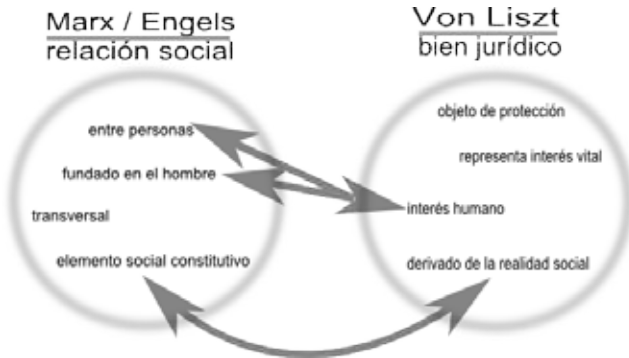 Marx / Engels
relación social
entre personas
fundado en el hombre
transversal
elemento social constitutivo
Von Liszt
bien jurídico
objeto de protección
representa interés vital
interés humano
derivado de la realidad social